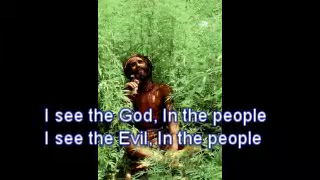 I see the God, In the people
I see the Evil, In the people